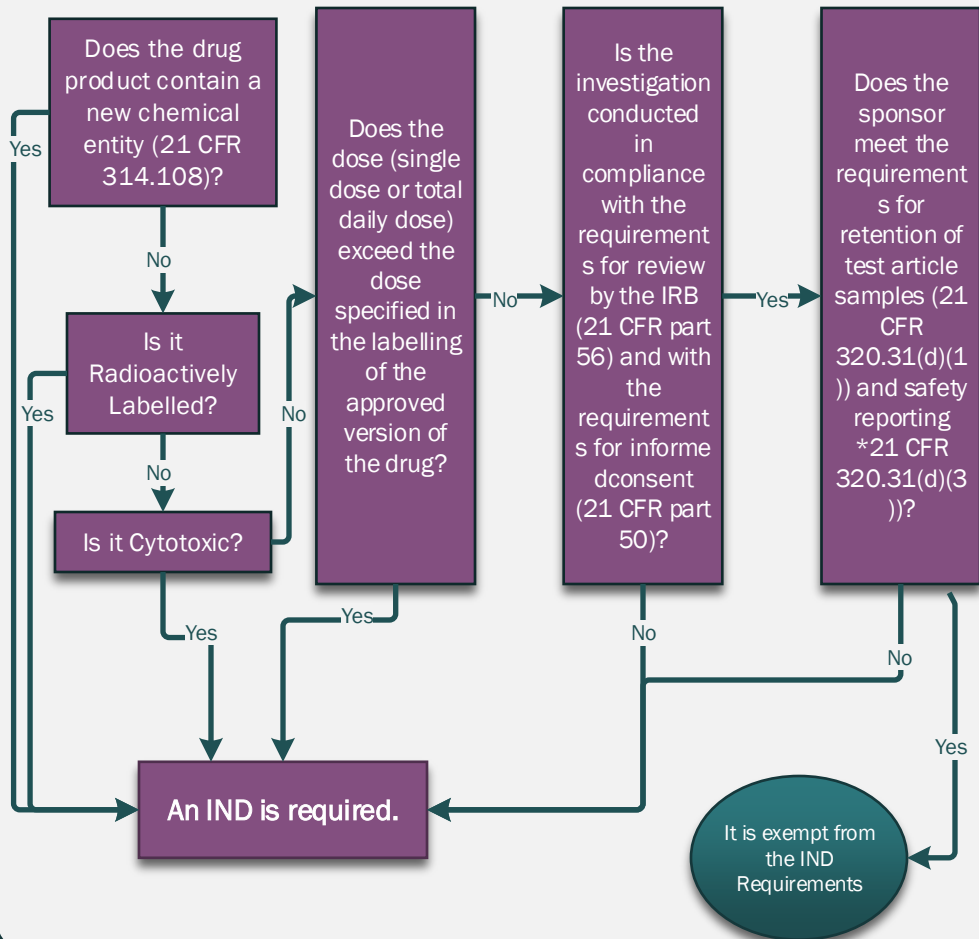 Does the drug
product contain a
new chemical
entity (21 CFR
314.108)?
Yes
No
Is it
Radioactively
Labelled?
Yes
No
Is it Cytotoxic?
No
Yes
Does the
dose (single
dose or total
daily dose)
exceed the
dose
specified in
the labelling
of the
approved
version of
the drug?
No
Yes
Is the
investigation
conducted
in
compliance
with the
requirement
s for review
by the IRB
(21 CFR part
56) and with
the
requirement
s for informe
dconsent
(21 CFR part
50)?
Yes
No
Does the
sponsor
meet the
requirement
s for
retention of
test article
samples (21
CFR
320.31(d)(1
)) and safety
reporting
*21 CFR
320.31(d)(3
))?
No
Yes
An IND is required.
It is exempt from
the IND
Requirements